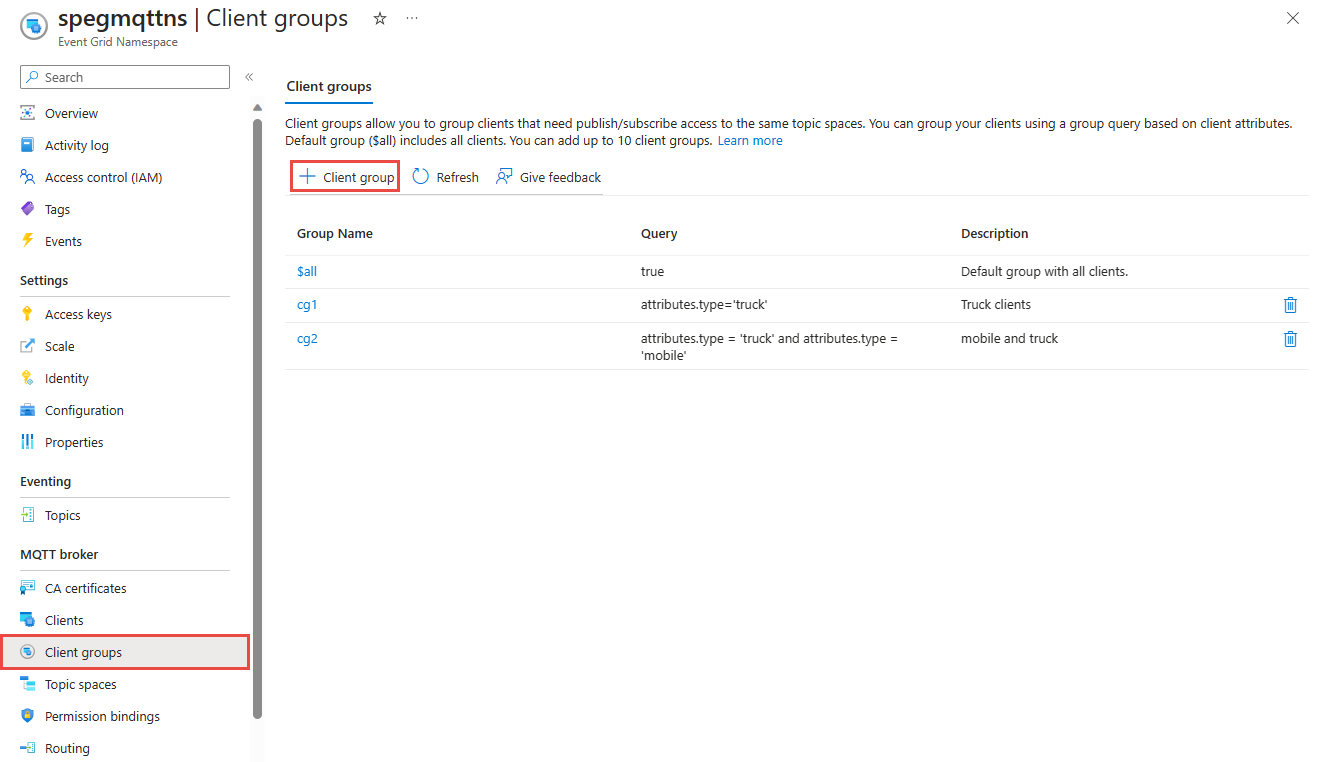 spegmqttns | Client groups
Event Grid Namespace
Search
Overview
Activity log
Access control (IAM)
Tags
Events
Settings
Access keys
Scale
Identity
Configuration
Properties
Eventing
Topics
MQTT broker
CA certificates
Clients
Client groups
Topic spaces
Permission bindings
Routing
Client groups
Client groups allow you to group clients that need publish/subscribe access to the same topic spaces. You can group your clients using a group query based on client attributes.
Default group ($all) includes all clients. You can add up to 10 client groups. Learn more
Client group Refresh Give feedback
Group Name Query Description
$all true Default group with all clients.
cg1 attributes.type='truck' Truck clients
cg2 attributes.type = 'truck' and attributes.type = mobile and truck
'mobile'